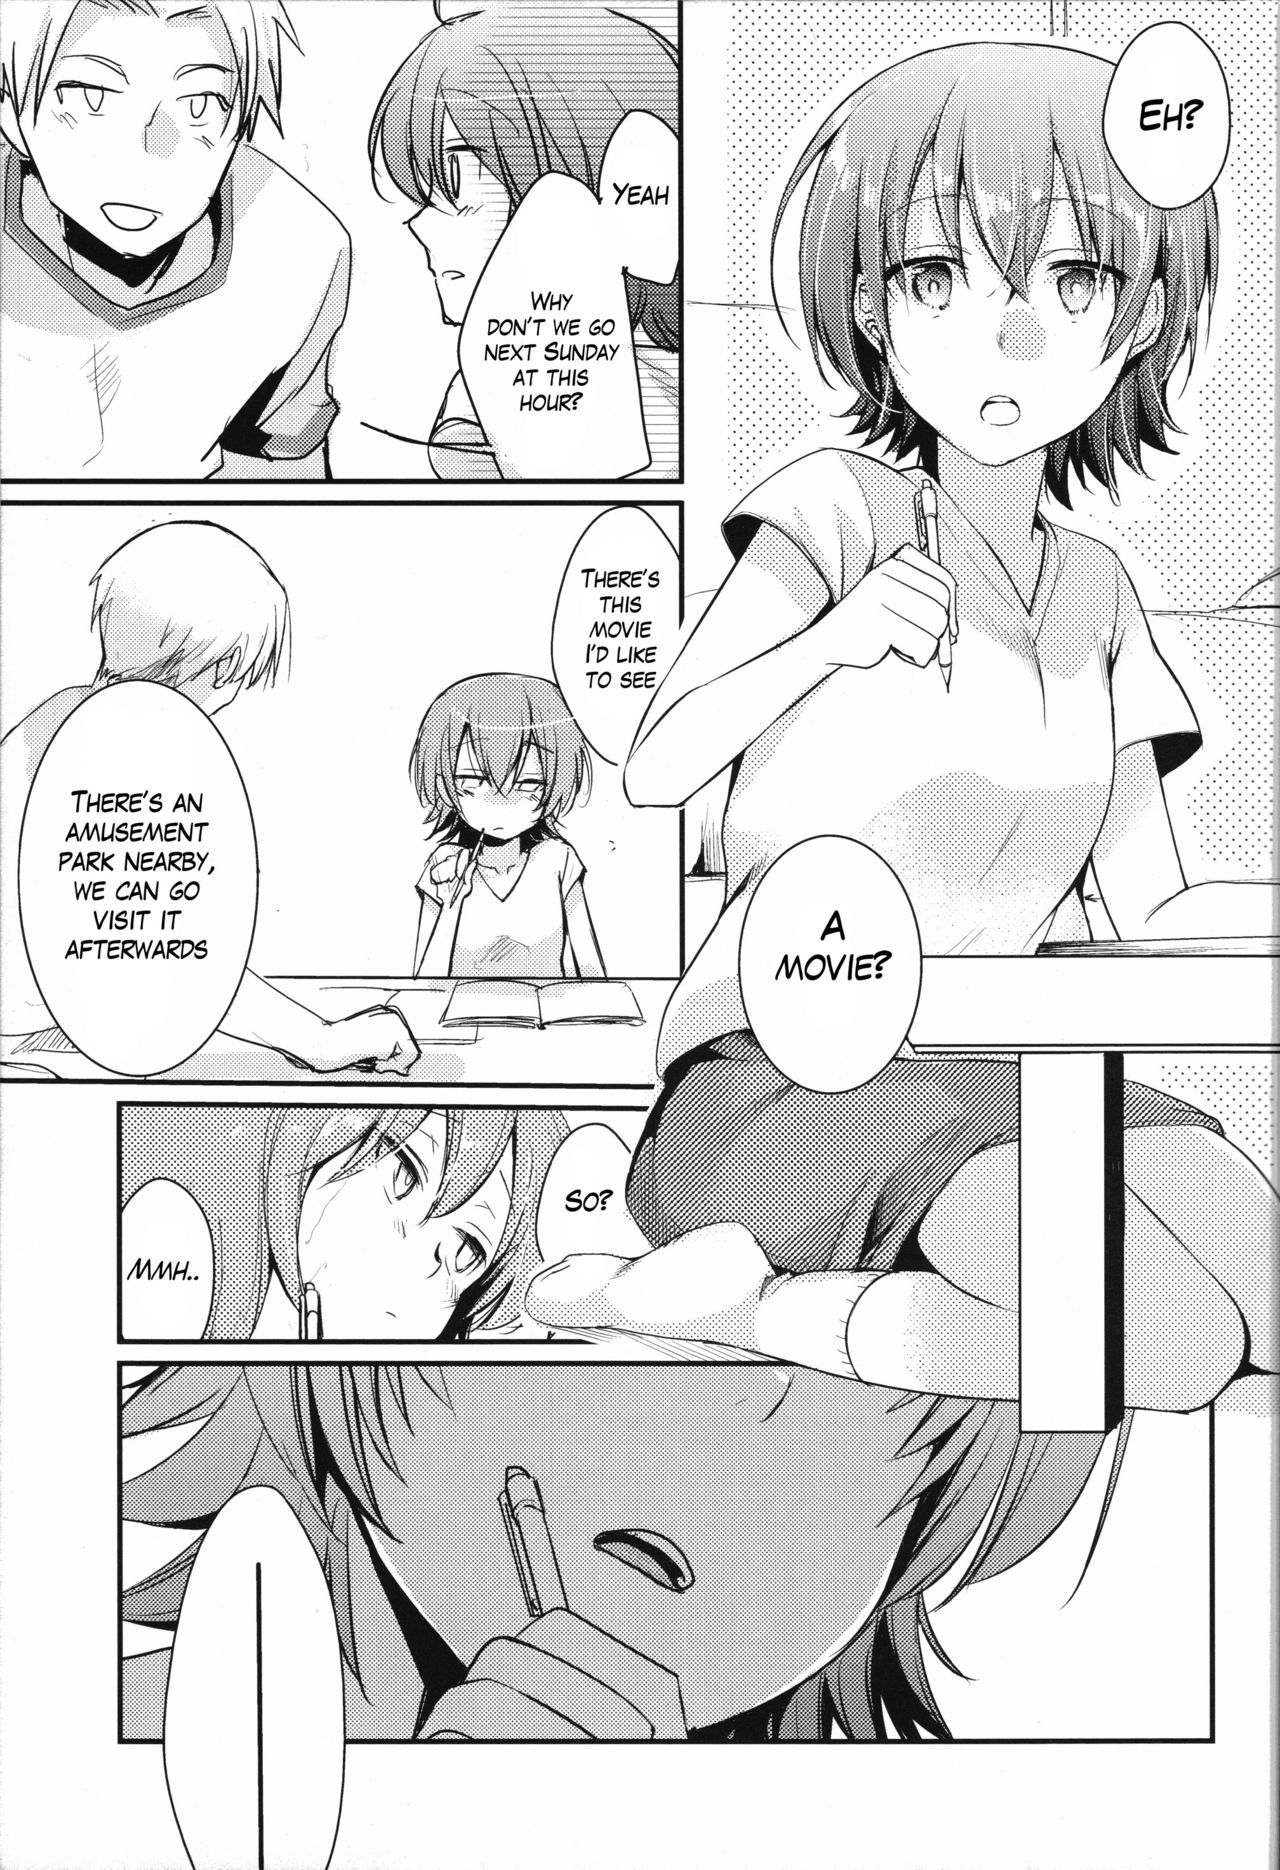 EH?
A
MOVIE?
YEAH
WHY
DON'T WE GO
NEXT SUNDAY
AT THIS
HOUR?
THERE'S
THIS
MOVIE
I'D LIKE
TO SEE
THERE'S AN
AMUSEMENT
PARK NEARBY,
WE CAN GO
VISIT IT
AFTERWARDS
SO?
MMH..